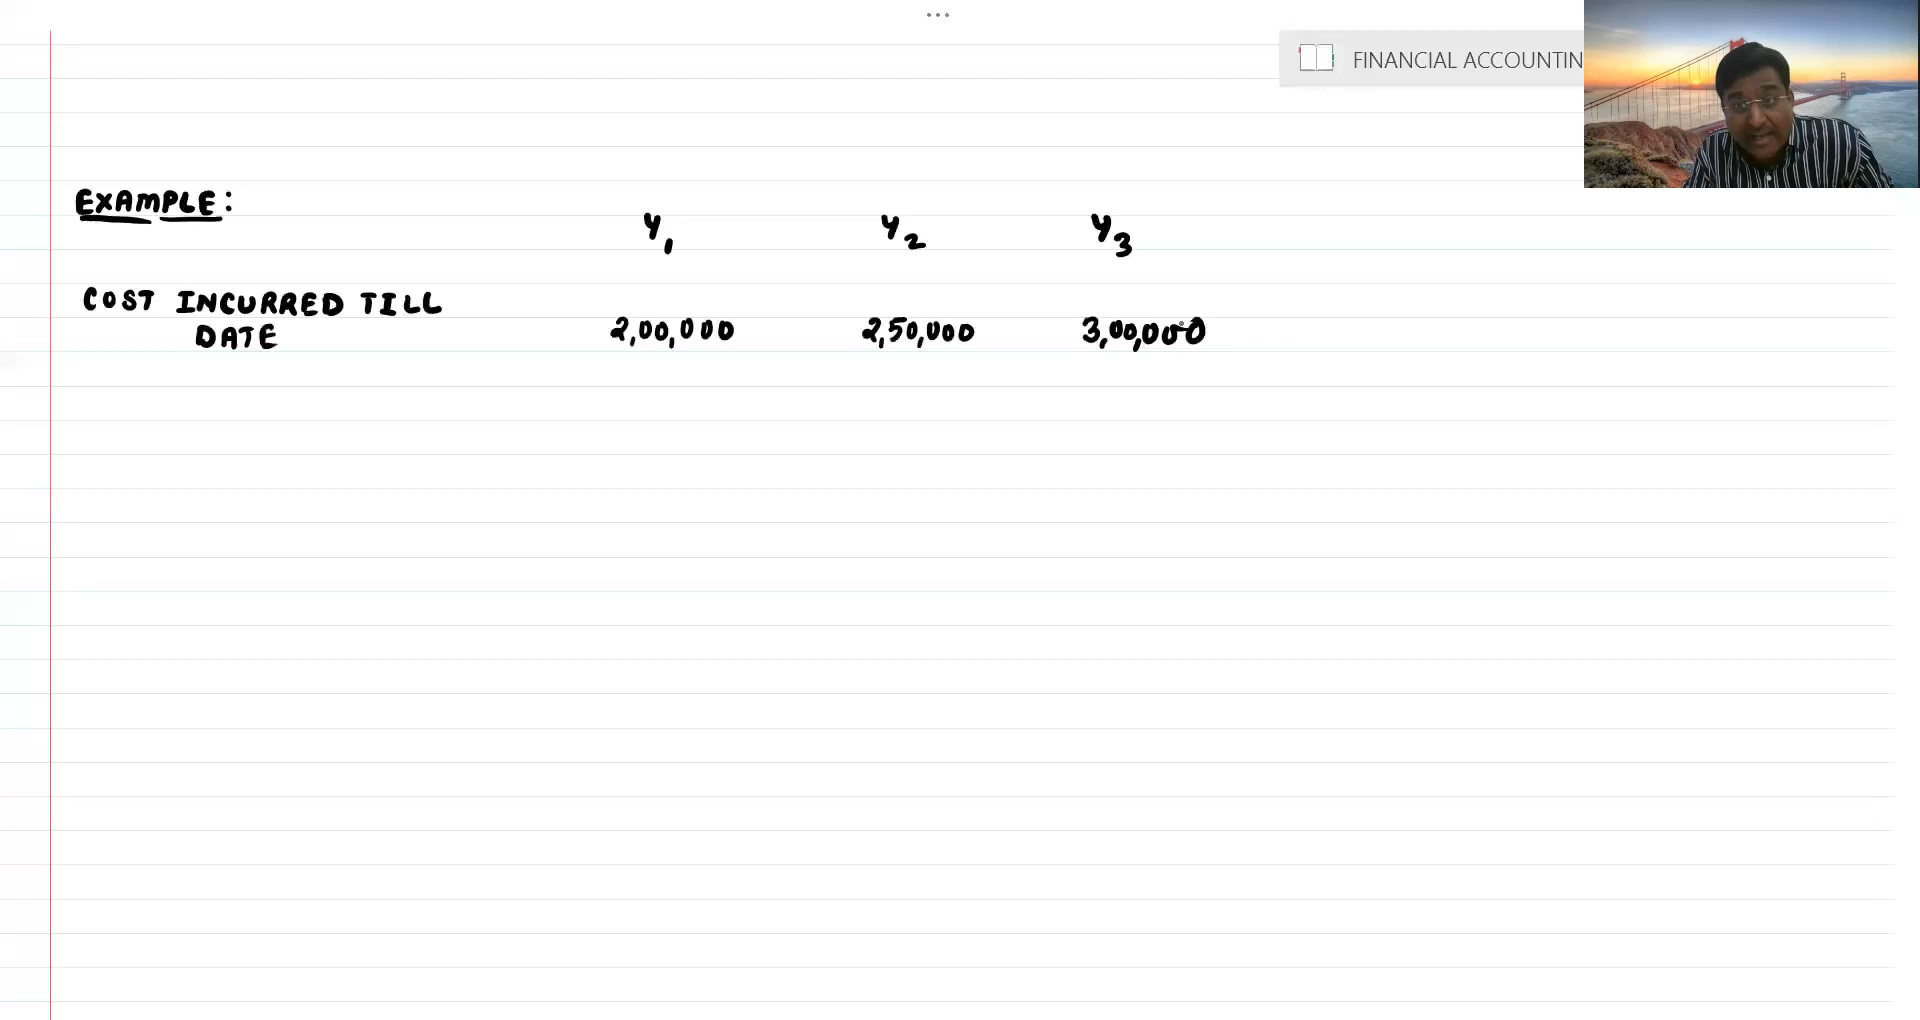 ...
FINANCIAL ACCOUNTIN
EXAMPLE:
Y1 Y2 Y3
COST INCURRED TILL
DATE 2,00,000 2,50,000 3,00,000